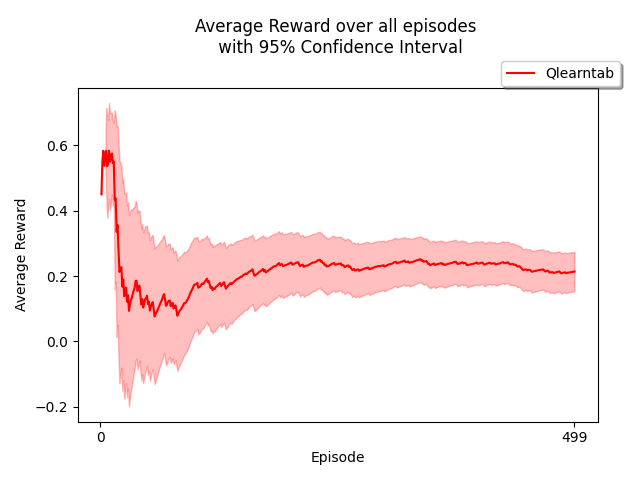 Average Reward over all episodes
with 95% Confidence Interval
Qlearntab
Average Reward
0.6
0.4
0.2
0.0
−0.2
0
499
Episode